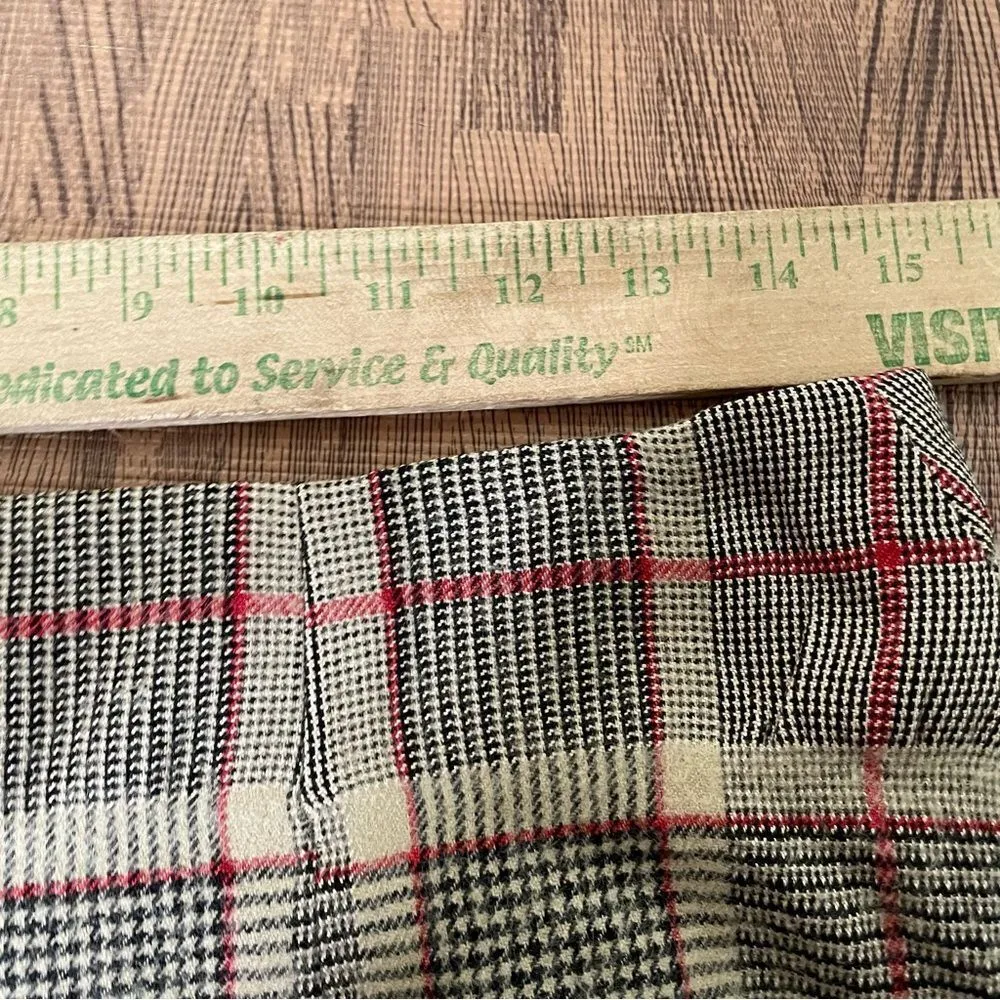 8 9 10 11 12 13 14 15
edicated to Service & Quality SM
VISIT